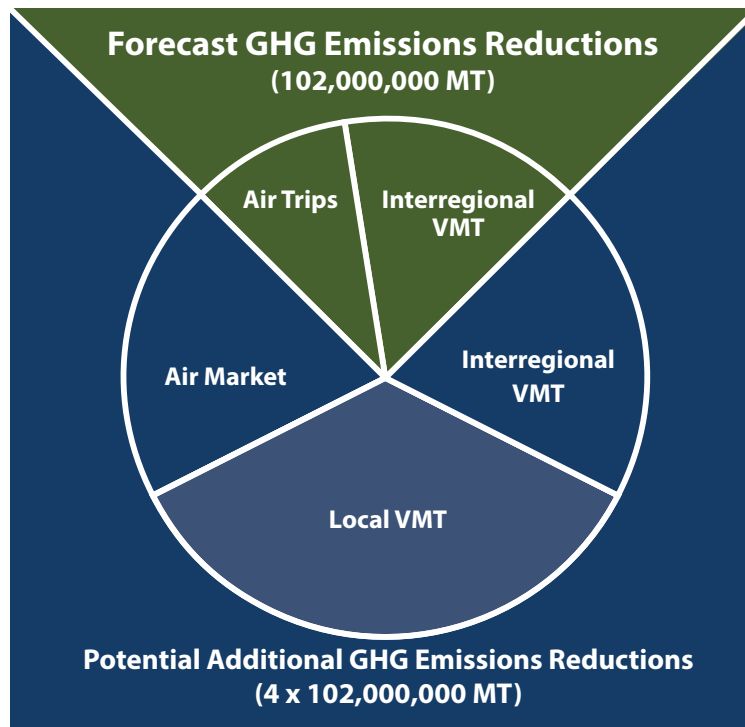 Forecast GHG Emissions Reductions
(102,000,000 MT)
Air Trips
Interregional
VMT
Air Market
Interregional
VMT
Local VMT
Potential Additional GHG Emissions Reductions
(4 x 102,000,000 MT)